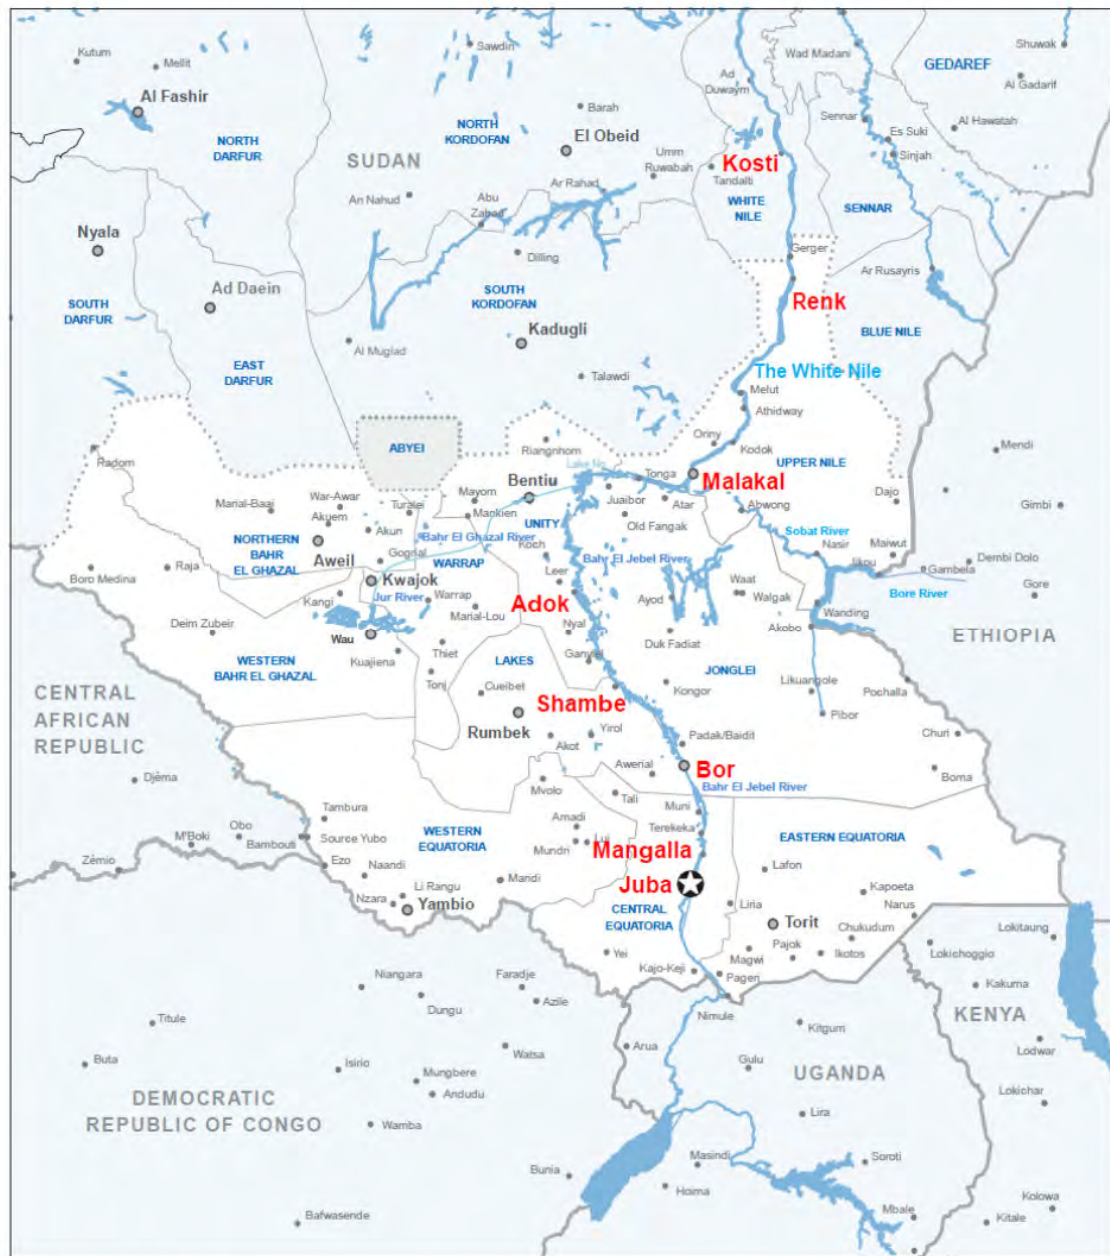 Kutum
Mellit
Al Fashir
NORTH
DARFUR
SUDAN
Sawdiri
NORTH
KORDOFAN
Barah
El Obeid
Umm
Ruwabah
Ar Rahad
An Nahud
Abu
Zabad
Ad
Duwaym
Kosti
Tandalti
WHITE
NILE
Wad Madani
Sennar
Es Suki
Sinjah
SENNAR
GEDAREF
Shuwak
Al Gadarif
Al Hawatah
Nyala
SOUTH
DARFUR
Ad Daein
EAST
DARFUR
Dilling
SOUTH
KORDOFAN
Kadugli
Al Muglad
Talawdi
Gerger
Renk
Ar Rusayris
BLUE NILE
The White Nile
Melut
Athidway
Oriny
Kodok
UPPER NILE
Malakal
Radom
ABYEI
Riangnhom
Lake No
Tonga
Bentiu
Juaibor
Atar
Old Fangak
Abwong
Dajo
Mendi
Gimbi
Marial-Baai
War-Awar
Akuem
Turalei
Akun
Mayom
Mankien
UNITY
Bahr El Ghazal River
NORTHERN
BAHR
EL GHAZAL
Aweil
Gogrial
WARRAP
Koch
Leer
Bahr El Jebel River
Sobat River
Nasir
Maiwut
Jikou
Gambela
Dembi Dolo
Gore
Bore River
Boro Medina
Raja
Kwajok
Jur River
Kangi
Warrap
Marial-Lou
Adok
Ayod
Waat
Walgak
Wanding
Akobo
ETHIOPIA
Deim Zubeir
Wau
Kuajiena
Thiet
Tonj
Nyal
Ganyiel
Duk Fadiat
WESTERN
BAHR EL GHAZAL
LAKES
Cueibet
Rumbek
Shambe
JONGLEI
Kongor
Likuangole
Pochalla
Pibor
CENTRAL
AFRICAN
REPUBLIC
Djéma
Akot
Yirol
Padak/Baidit
Awerial
Bor
Bahr El Jebel River
Churi
Boma
Mvolo
Tali
Muni
Terekeka
Tambura
Source Yubo
Obo
Bambouti
M'Boki
Zémio
Ezo
Naandi
WESTERN
EQUATORIA
Amadi
Lui
Mundri
Mangalla
Juba
EASTERN EQUATORIA
Lafon
Kapoeta
Narus
Li Rangu
Nzara
Yambio
Maridi
CENTRAL
EQUATORIA
Liria
Torit
Chukudum
Pajok
Ikotos
Magwi
Yei
Kajo-Keji
Pageri
Nimule
Lokichoggio
Lokitaung
Kakuma
KENYA
Lodwar
Lokichar
Niangara
Dungu
Faradje
Azile
Titule
Buta
Isirio
Watsa
Mungbere
Andudu
Arua
Gulu
Kitgum
UGANDA
Lira
DEMOCRATIC
REPUBLIC OF CONGO
Wamba
Bunia
Masindi
Hoima
Soroti
Mbale
Kolowa
Kitale
Bafwasende